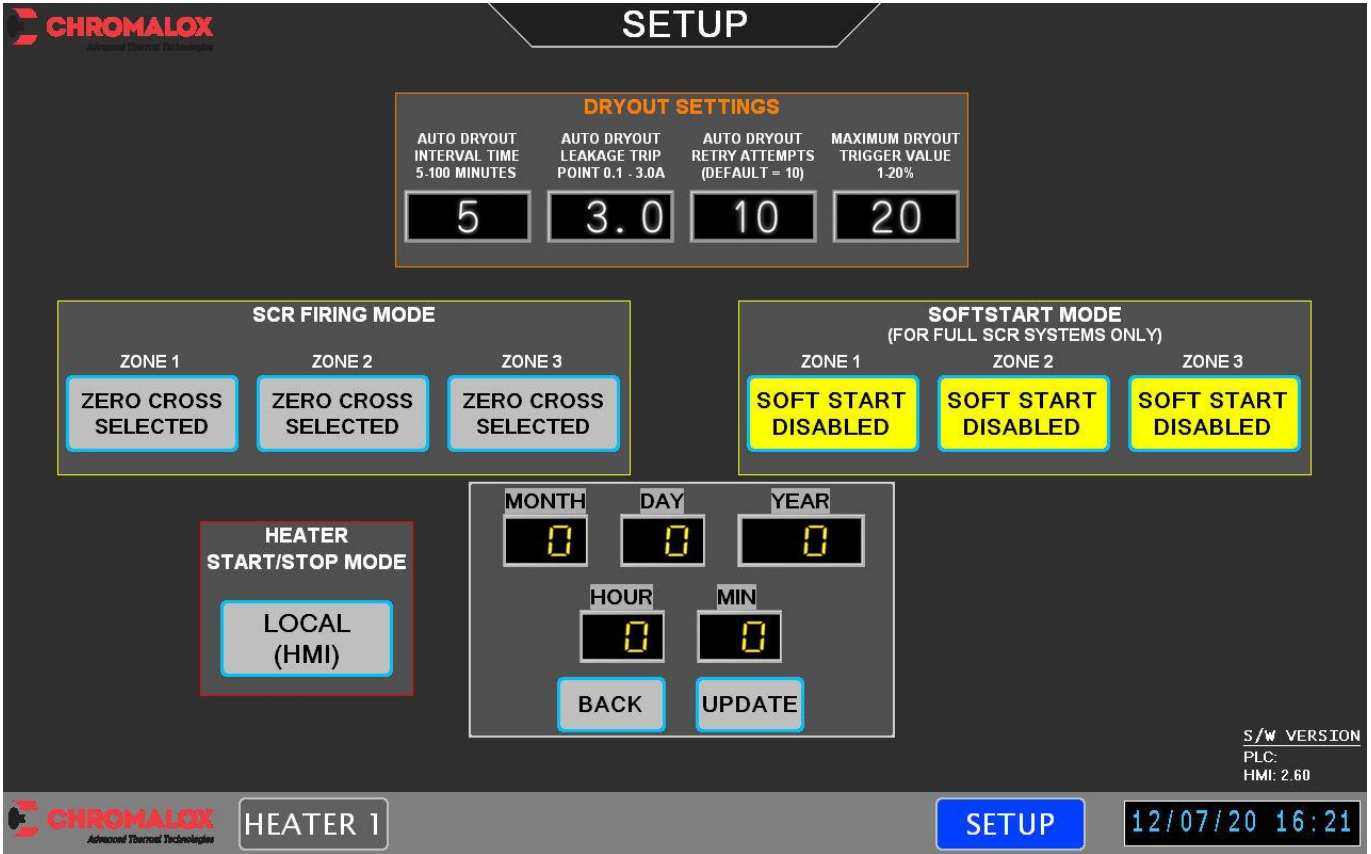 CHROMALOX
Advanced Thermal Technologies
SETUP
DRYOUT SETTINGS
AUTO DRYOUT
INTERVAL TIME
5-100 MINUTES
AUTO DRYOUT
LEAKAGE TRIP
POINT 0.1 - 3.0A
AUTO DRYOUT
RETRY ATTEMPTS
(DEFAULT = 10)
MAXIMUM DRYOUT
TRIGGER VALUE
1-20%
5
3.0
10
20
SCR FIRING MODE
ZONE 1
ZONE 2
ZONE 3
ZERO CROSS
SELECTED
ZERO CROSS
SELECTED
ZERO CROSS
SELECTED
SOFTSTART MODE
(FOR FULL SCR SYSTEMS ONLY)
ZONE 1
ZONE 2
ZONE 3
SOFT START
DISABLED
SOFT START
DISABLED
SOFT START
DISABLED
HEATER
START/STOP MODE
LOCAL
(HMI)
MONTH
DAY
YEAR
0
0
0
HOUR
MIN
0
0
BACK
UPDATE
S/W VERSION
PLC:
HMI: 2.60
CHROMALOX
Advanced Thermal Technologies
HEATER 1
SETUP
12/07/20 16:21